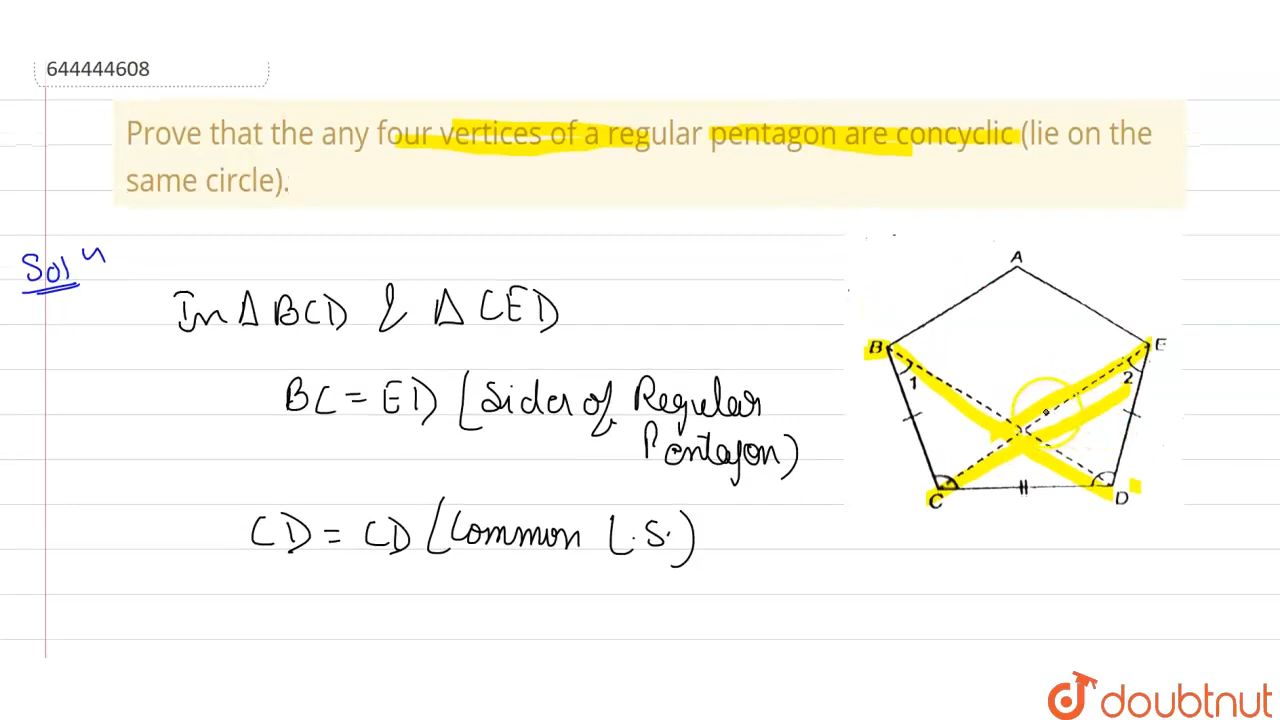 644444608
Prove that the any four vertices of a regular pentagon are concyclic (lie on the
same circle).
Solⁿ
In Δ BCD & Δ CED
BC = ED (Sides of Regular
Pentagon)
CD = CD (Common L.S.)
A
B
E
1
2
C
D
doubtnut